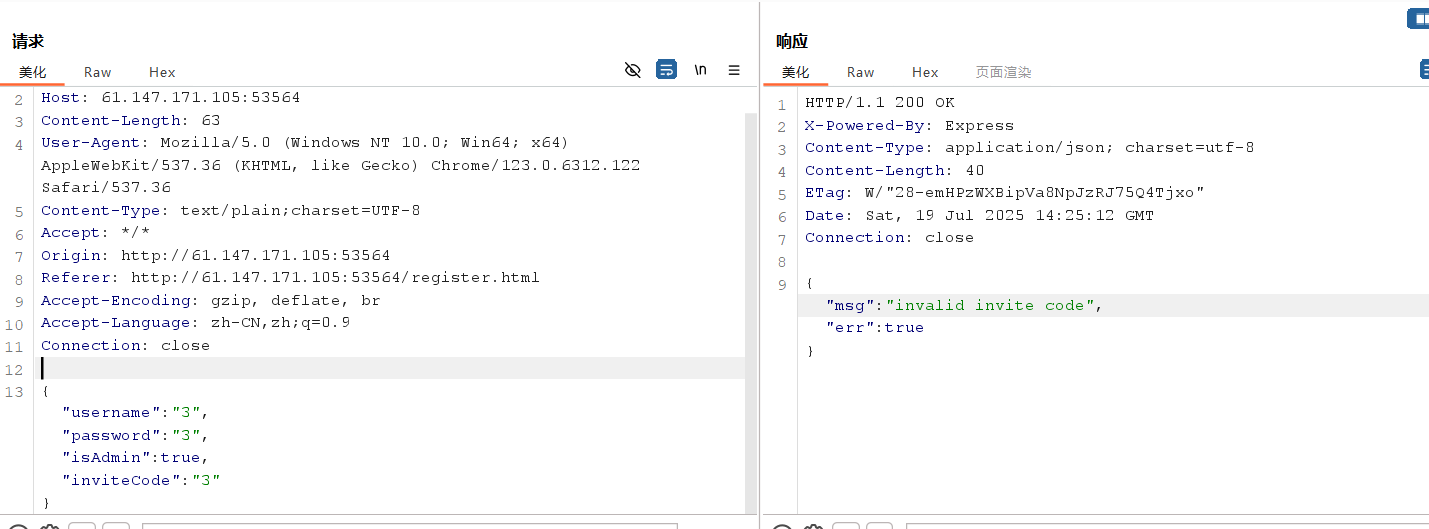 请求
美化 Raw Hex
\n
2 Host: 61.147.171.105:53564
3 Content-Length: 63
4 User-Agent: Mozilla/5.0 (Windows NT 10.0; Win64; x64)
AppleWebKit/537.36 (KHTML, like Gecko) Chrome/123.0.6312.122
Safari/537.36
5 Content-Type: text/plain;charset=UTF-8
6 Accept: */*
7 Origin: http://61.147.171.105:53564
8 Referer: http://61.147.171.105:53564/register.html
9 Accept-Encoding: gzip, deflate, br
10 Accept-Language: zh-CN,zh;q=0.9
11 Connection: close
12
13 {
"username":"3",
"password":"3",
"isAdmin":true,
"inviteCode":"3"
}
响应
美化 Raw Hex 页面渲染
1 HTTP/1.1 200 OK
2 X-Powered-By: Express
3 Content-Type: application/json; charset=utf-8
4 Content-Length: 40
5 ETag: W/"28-emHPzWXBipVa8NpJzRJ75Q4Tjxo"
6 Date: Sat, 19 Jul 2025 14:25:12 GMT
7 Connection: close
8
9 {
"msg":"invalid invite code",
"err":true
}